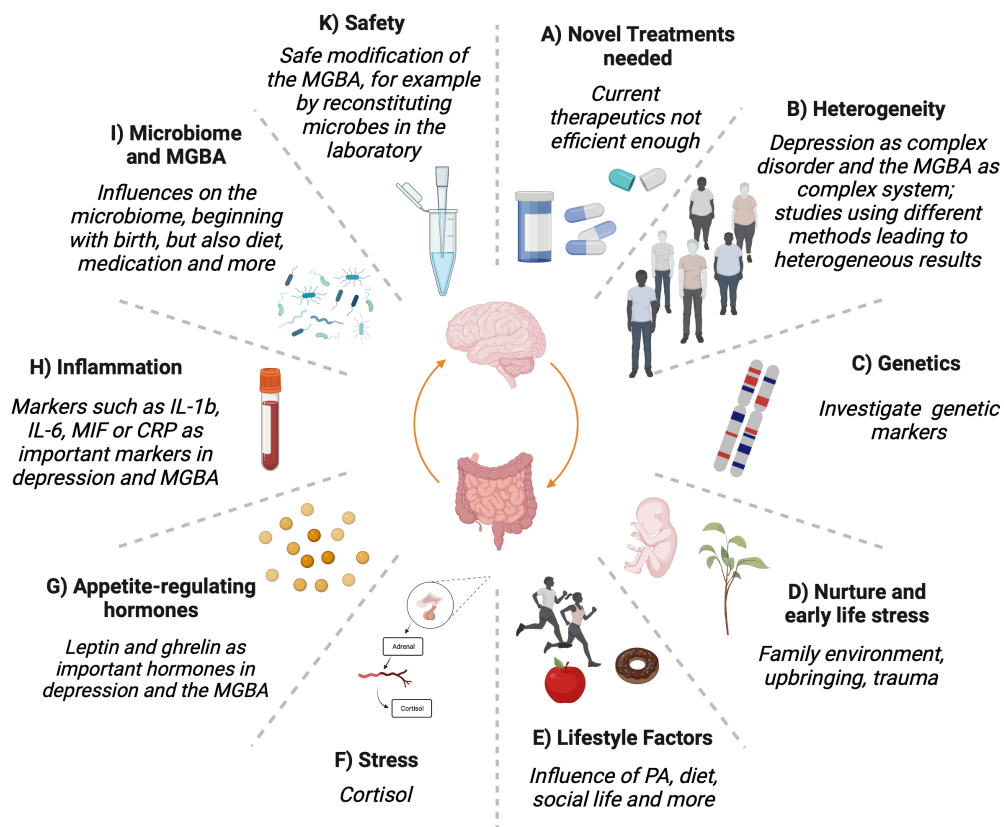 K) Safety
Safe modification of
the MGBA, for example
by reconstituting
microbes in the
laboratory
A) Novel Treatments
needed
Current
therapeutics not
efficient enough
B) Heterogeneity
Depression as complex
disorder and the MGBA as
complex system;
studies using different
methods leading to
heterogeneous results
C) Genetics
Investigate genetic
markers
D) Nurture and
early life stress
Family environment,
upbringing, trauma
E) Lifestyle Factors
Influence of PA, diet,
social life and more
F) Stress
Cortisol
Adrenal
Cortisol
G) Appetite-regulating
hormones
Leptin and ghrelin as
important hormones in
depression and the MGBA
H) Inflammation
Markers such as IL-1b,
IL-6, MIF or CRP as
important markers in
depression and MGBA
I) Microbiome
and MGBA
Influences on the
microbiome, beginning
with birth, but also diet,
medication and more